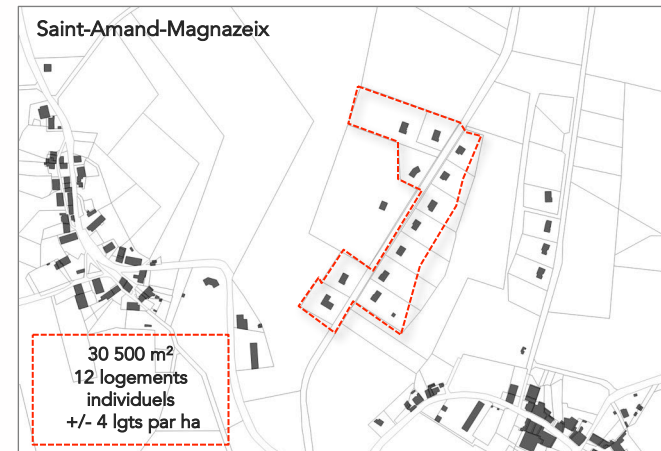 Saint-Amand-Magnazeix
30 500 m²
12 logements
individuels
+/- 4 lgts par ha